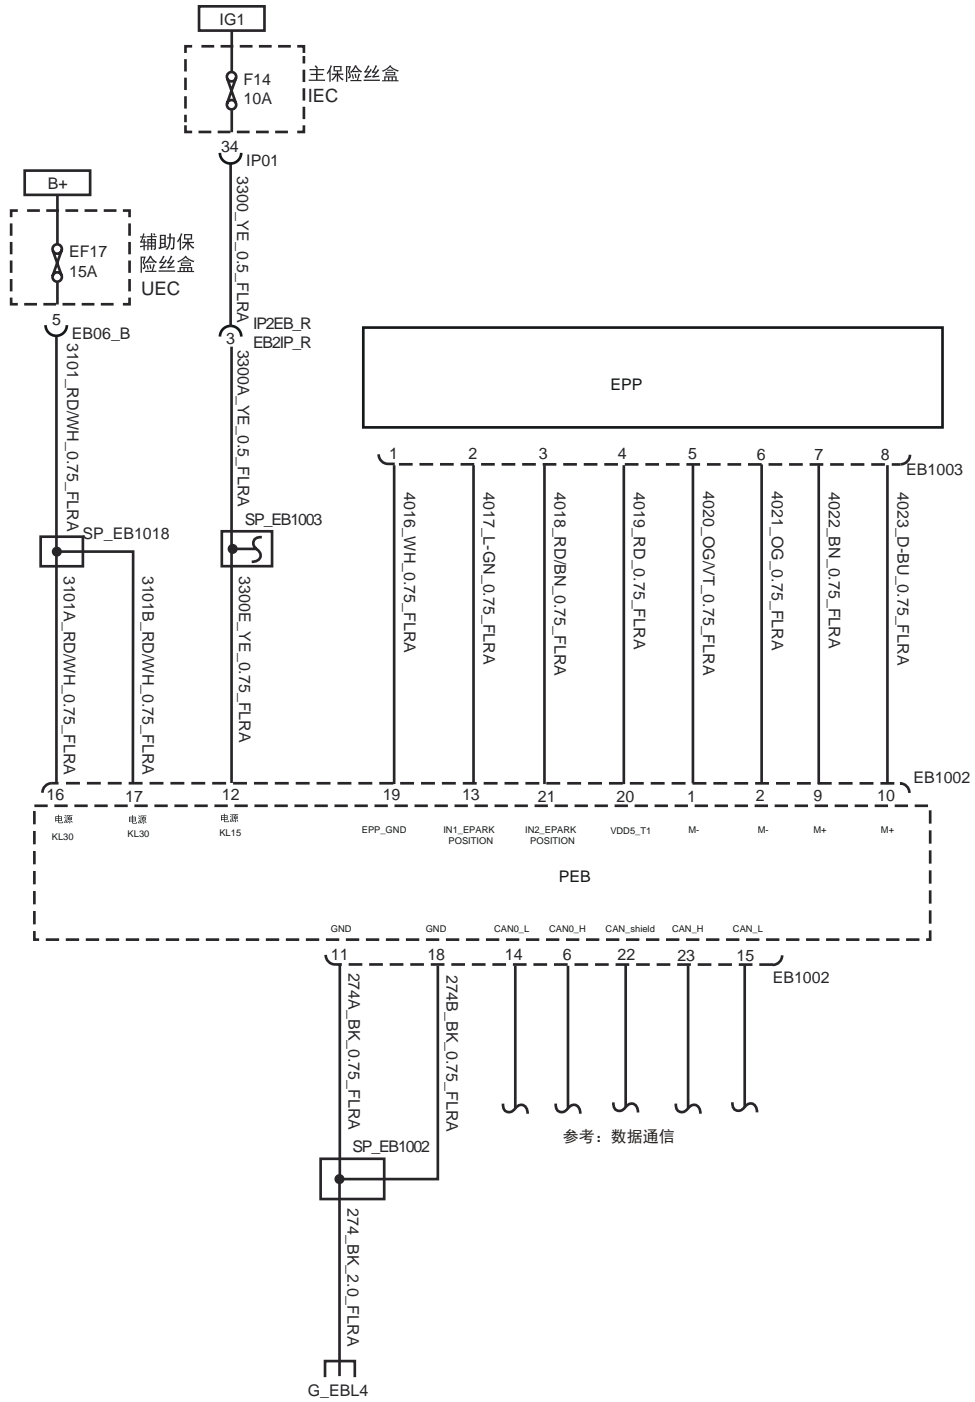 IG1
F14
10A
主保险丝盒
IEC
34
IP01
B+
EF17
15A
辅助保
险丝盒
UEC
5
EB06_B
3300_YE_0.5_FLRA
IP2EB_R
3
EB2IP_R
3101_RD/WH_0.75_FLRA
3300A_YE_0.5_FLRA
EPP
1
2
3
4
5
6
7
8
EB1003
SP_EB1018
SP_EB1003
4016_WH_0.75_FLRA
4017_L-GN_0.75_FLRA
4018_RD/BN_0.75_FLRA
4019_RD_0.75_FLRA
4020_OG/VT_0.75_FLRA
4021_OG_0.75_FLRA
4022_BN_0.75_FLRA
4023_D-BU_0.75_FLRA
3101A_RD/WH_0.75_FLRA
3101B_RD/WH_0.75_FLRA
3300E_YE_0.75_FLRA
EB1002
16
17
12
19
13
21
20
1
2
9
10
电源
KL30
电源
KL30
电源
KL15
EPP_GND
IN1_EPARK
POSITION
IN2_EPARK
POSITION
VDD5_T1
M-
M-
M+
M+
PEB
GND
GND
CAN0_L
CAN0_H
CAN_shield
CAN_H
CAN_L
11
18
14
6
22
23
15
EB1002
274A_BK_0.75_FLRA
274B_BK_0.75_FLRA
参考：数据通信
SP_EB1002
274_BK_2.0_FLRA
G_EBL4